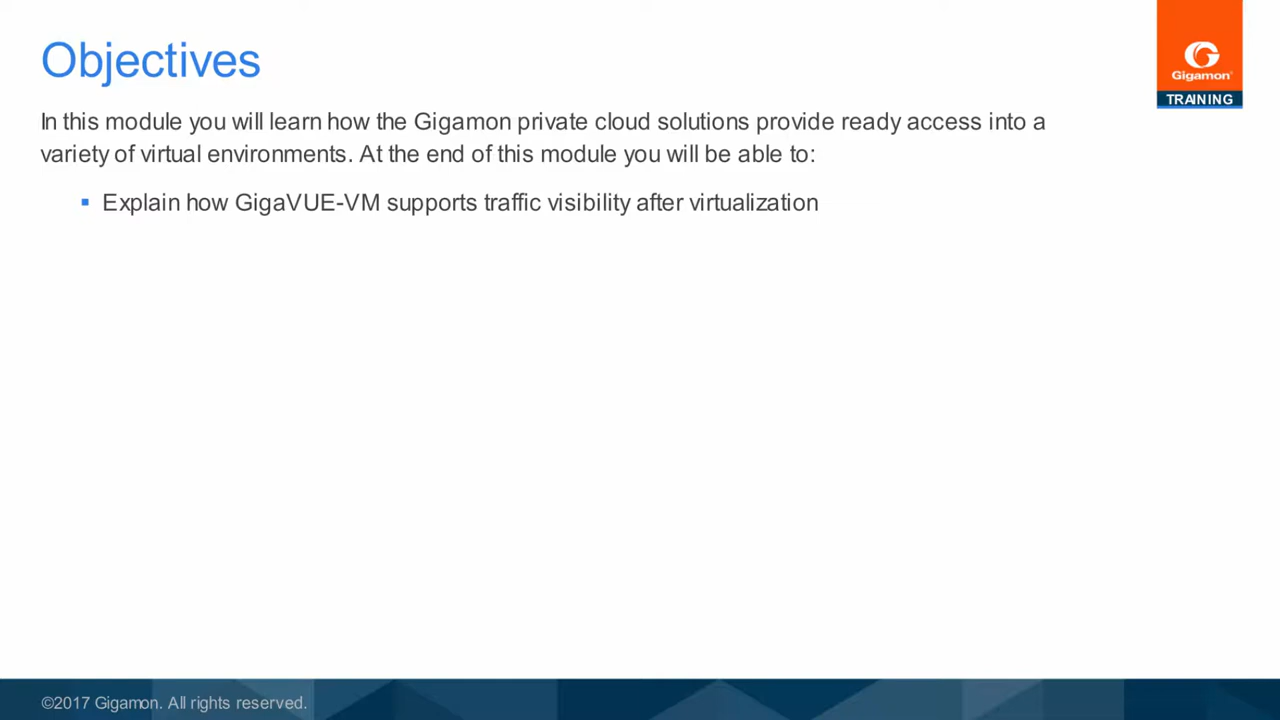 Objectives
Gigamon®
TRAINING
In this module you will learn how the Gigamon private cloud solutions provide ready access into a
variety of virtual environments. At the end of this module you will be able to:
▪ Explain how GigaVUE-VM supports traffic visibility after virtualization
©2017 Gigamon. All rights reserved.